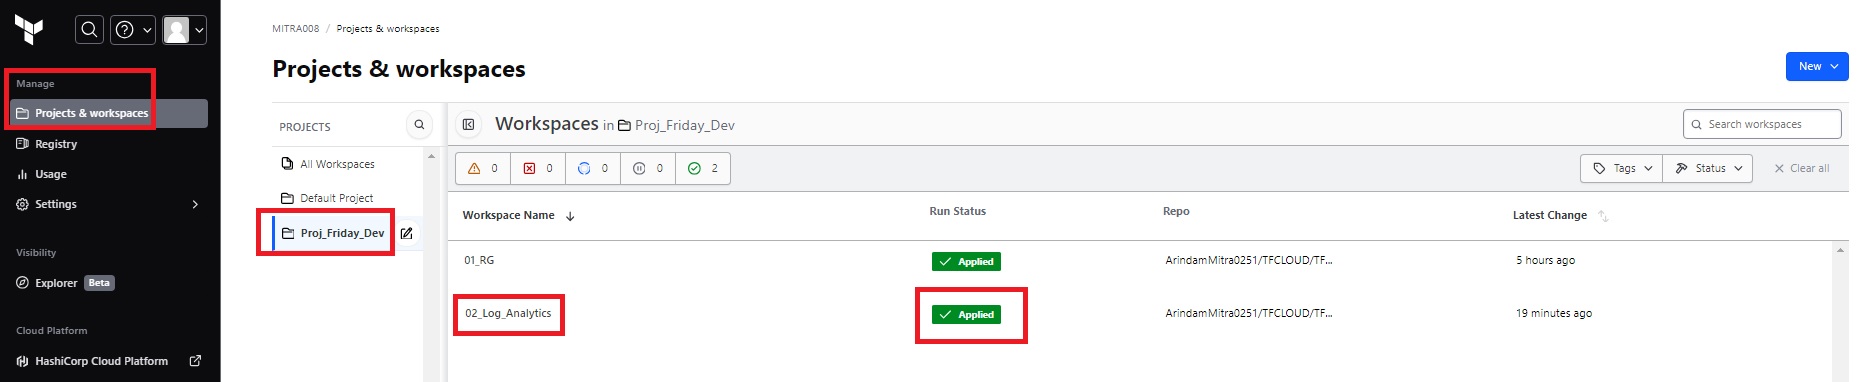 Manage
Projects & workspaces
Registry
Usage
Settings
Visibility
Explorer Beta
Cloud Platform
HashiCorp Cloud Platform
MITRA008 / Projects & workspaces
Projects & workspaces
New
PROJECTS
All Workspaces
Default Project
Proj_Friday_Dev
Workspaces in Proj_Friday_Dev
Search workspaces
0 0 0 0 2
Tags Status Clear all
Workspace Name Run Status Repo Latest Change
01_RG Applied ArindamMitra0251/TFCLOUD/TF... 5 hours ago
02_Log_Analytics Applied ArindamMitra0251/TFCLOUD/TF... 19 minutes ago